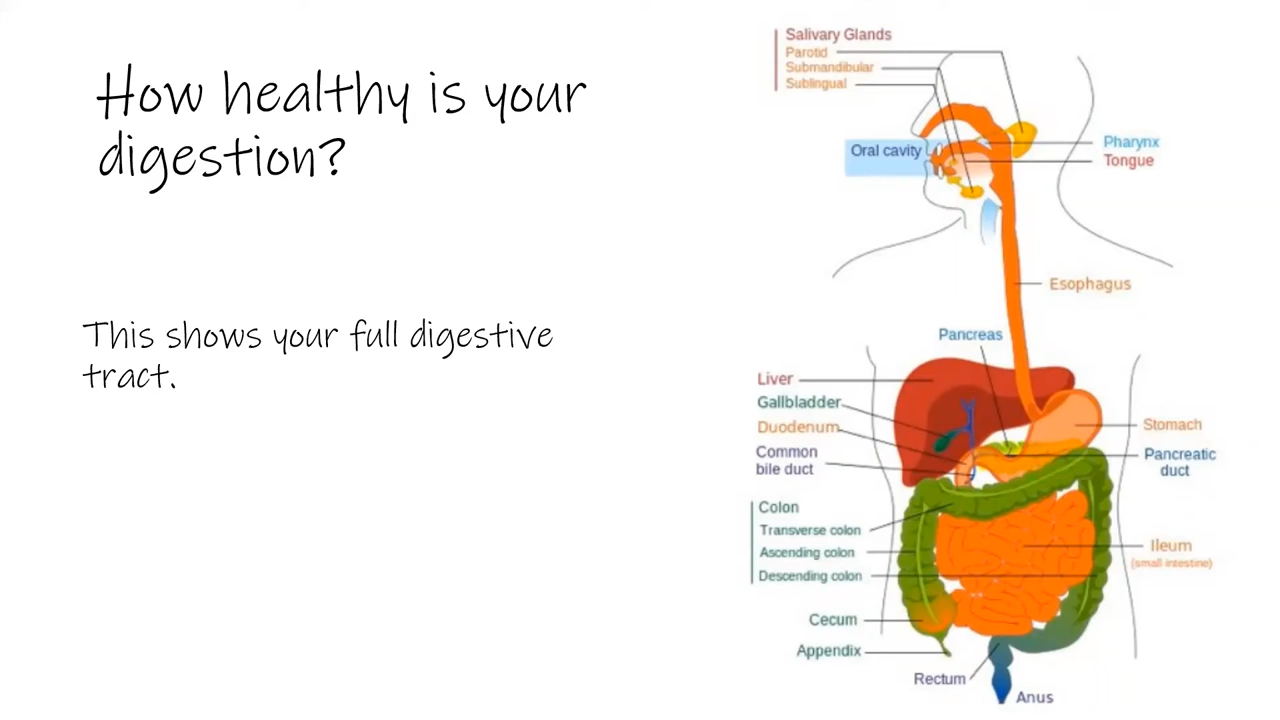 How healthy is your
digestion?
This shows your full digestive
tract.
Salivary Glands
Parotid
Submandibular
Sublingual
Oral cavity
Pharynx
Tongue
Esophagus
Pancreas
Liver
Gallbladder
Duodenum
Common
bile duct
Stomach
Pancreatic
duct
Colon
Transverse colon
Ascending colon
Descending colon
Ileum
(small intestine)
Cecum
Appendix
Rectum
Anus